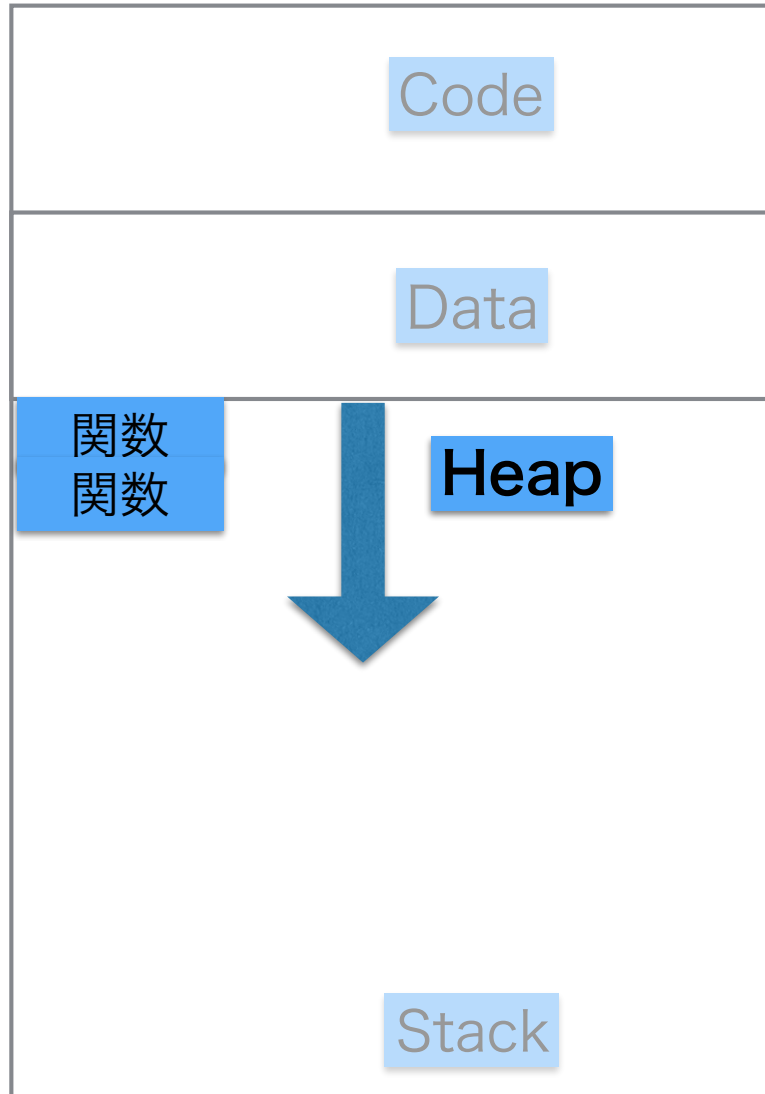 Code
Data
関数
Heap
関数
Stack